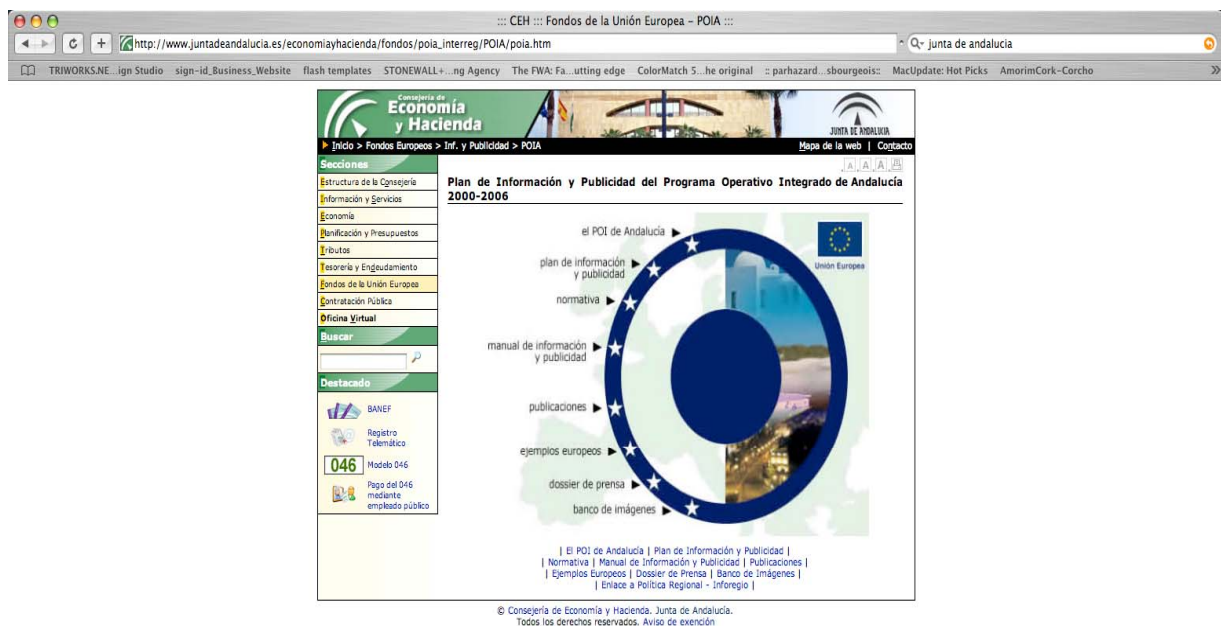 ::: CEH ::: Fondos de la Unión Europea – POIA :::
http://www.juntadeandalucia.es/economiayhacienda/fondos/poia_interreg/POIA/poia.htm
junta de andalucia
TRIWORKS.NE...ign Studio sign-id_Business_Website flash templates STONEWALL+...ng Agency The FWA: Fa...utting edge ColorMatch 5...he original :: parhazard...sbourgeois:: MacUpdate: Hot Picks AmorimCork-Corcho
Consejería de
Economía
y Hacienda
JUNTA DE ANDALUCIA
Inicio > Fondos Europeos > Inf. y Publicidad > POIA
Mapa de la web | Contacto
Secciones
Estructura de la Consejería
Información y Servicios
Economía
Planificación y Presupuestos
Tributos
Tesorería y Endeudamiento
Fondos de la Unión Europea
Contratación Pública
Oficina Virtual
Buscar
Destacado
BANEF
Registro
Telemático
046
Modelo 046
Pago del 046
mediante
empleado público
A A A
Plan de Información y Publicidad del Programa Operativo Integrado de Andalucía
2000-2006
el POI de Andalucía
plan de información
y publicidad
normativa
manual de información
y publicidad
publicaciones
ejemplos europeos
dossier de prensa
banco de imágenes
Unión Europea
| El POI de Andalucía | Plan de Información y Publicidad |
| Normativa | Manual de Información y Publicidad | Publicaciones |
| Ejemplos Europeos | Dossier de Prensa | Banco de Imágenes |
| Enlace a Política Regional - Inforegio |
© Consejería de Economía y Hacienda. Junta de Andalucía.
Todos los derechos reservados. Aviso de exención